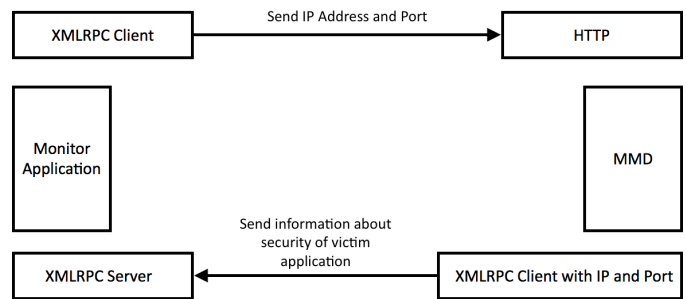 Send IP Address and Port
XMLRPC Client
HTTP
Monitor
Application
MMD
Send information about
security of victim
application
XMLRPC Server
XMLRPC Client with IP and Port